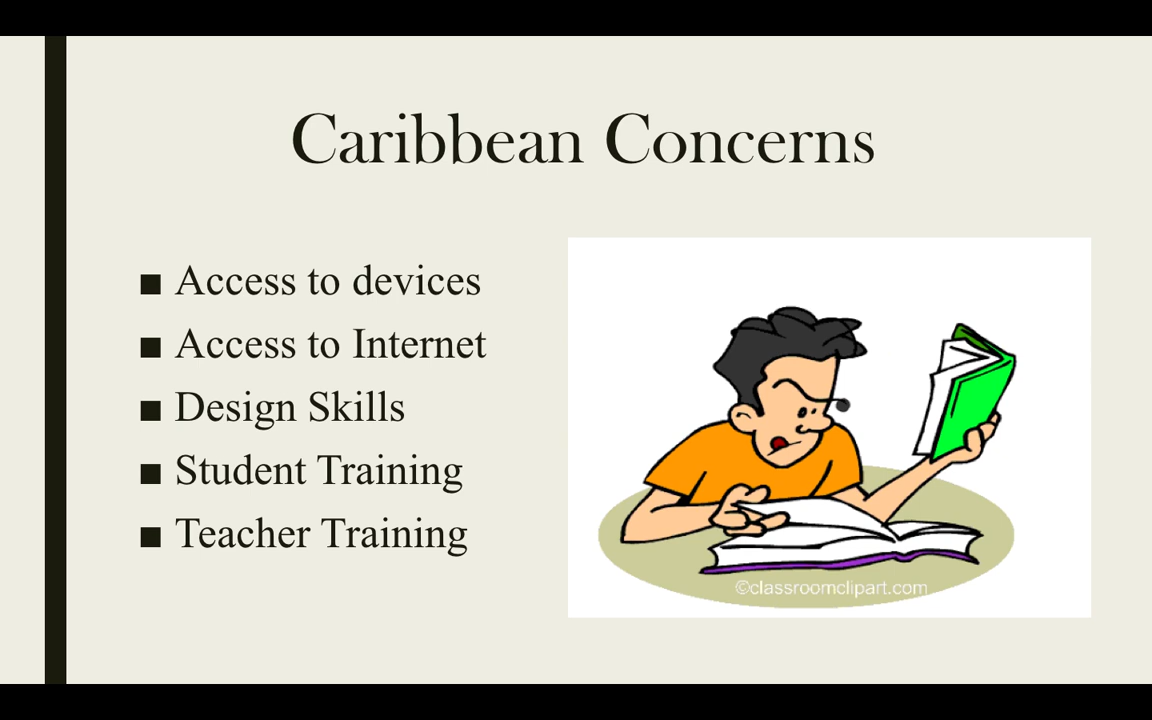 Caribbean Concerns
■ Access to devices
■ Access to Internet
■ Design Skills
■ Student Training
■ Teacher Training
©classroomclipart.com